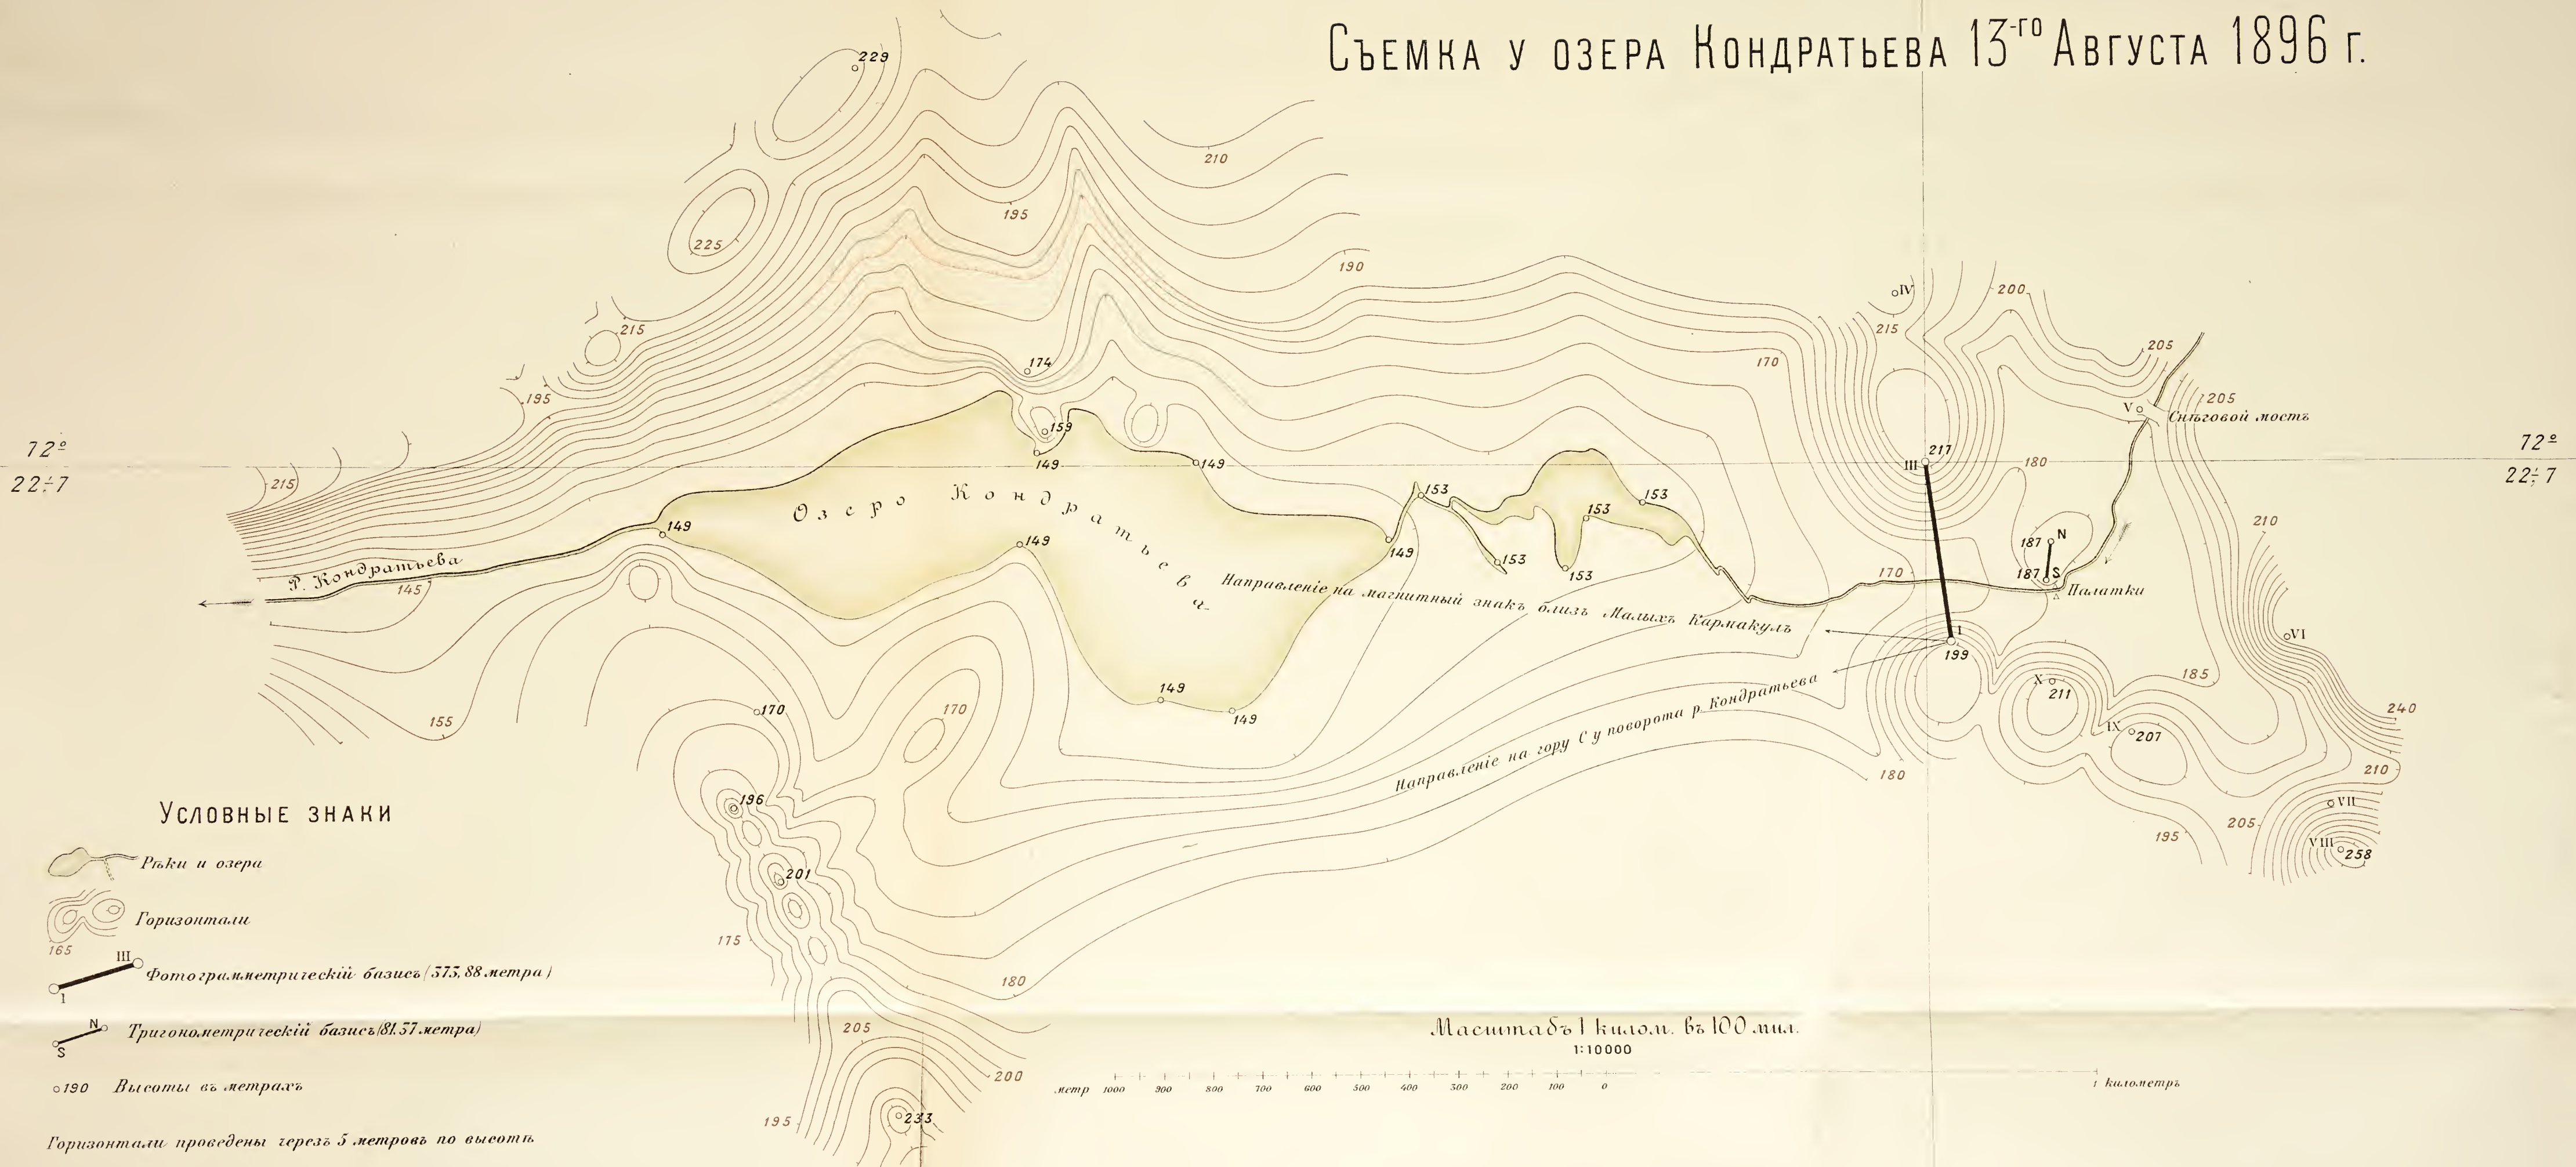 Съемка у озера Кондратьева 13-го Августа 1896 г.
229
210
195
225
190
IV
200
215
215
205
174
170
195
205
V
Снѣговой мостъ
159
72º
217
72º
149
149
III
180
22÷7
215
153
153
22÷7
Озеро Кондратьева
149
153
210
149
149
187 N
Р. Кондратьева
153
153
170
187 S
145
Направленіе на магнитный знакъ близъ Малыхъ Кармакулъ
Палатки
I
199
VI
185
X
211
149
149
170
170
240
155
Направленіе на гору С у поворота р. Кондратьева
IX
207
180
210
196
VII
Условные знаки
205
195
VIII
258
Рѣки и озера
201
Горизонтали
165
175
III
I
Фотограмметрическій базисъ (373,88 метра)
180
N
S
Тригонометрическій базисъ (81.37 метра)
205
Масштабъ 1 килом. въ 100 мил.
1:10000
200
метр 1000 900 800 700 600 500 400 300 200 100 0 1 километръ
190 Высоты въ метрахъ
195
233
Горизонтали проведены черезъ 5 метровъ по высотѣ